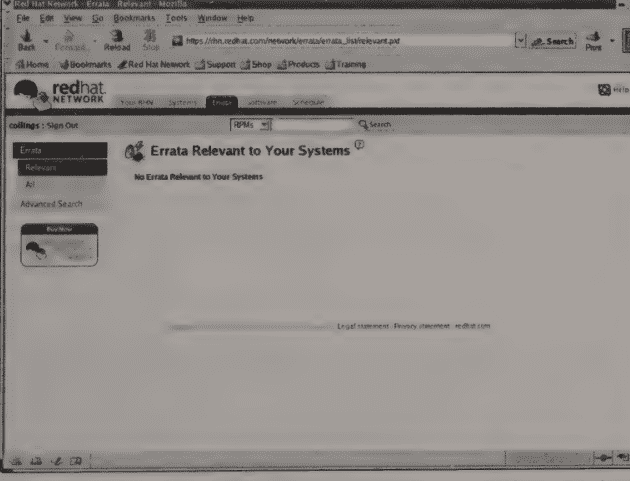 Red Hat Network - Errata - Relevant - Mozilla
File Edit View Go Bookmarks Tools Window Help
Back Forward Reload Stop https://rhn.redhat.com/network/errata/errata_list/relevant.pxt Search Print
Home Bookmarks Red Hat Network Support Shop Products Training
redhat
NETWORK
Help
Your RHN Systems Errata Software Schedule
collings : Sign Out RPMs Search
Errata
Relevant
All
Advanced Search
Errata Relevant to Your Systems ?
No Errata Relevant to Your Systems
Legal statement Privacy statement redhat.com